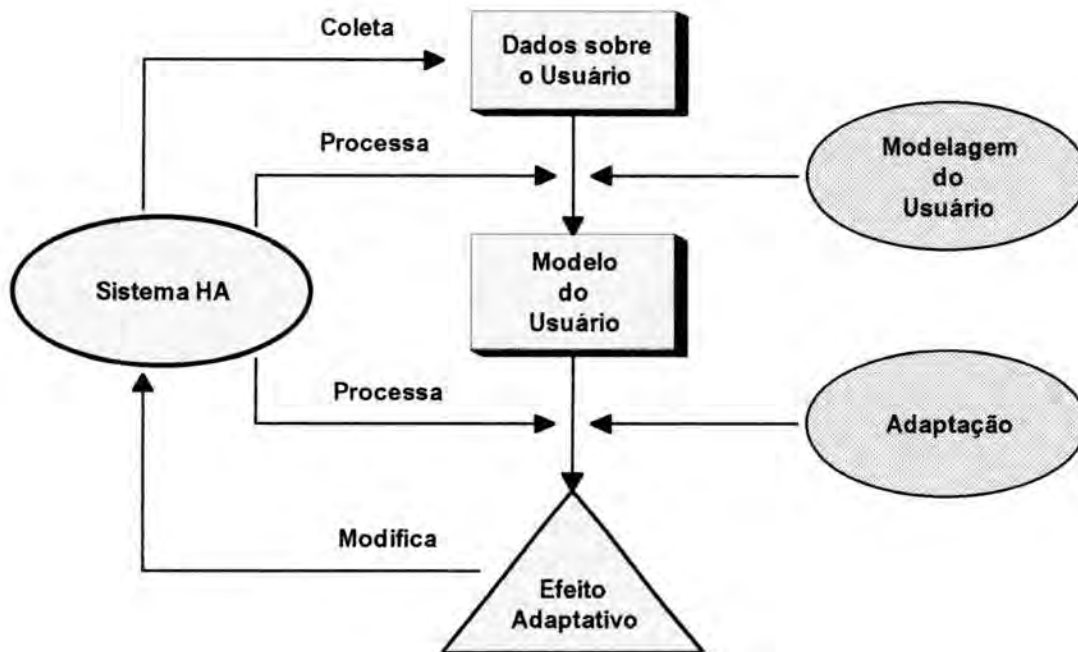 Coleta
Dados sobre
o Usuário
Processa
Modelagem
do
Usuário
Sistema HA
Modelo
do
Usuário
Processa
Adaptação
Modifica
Efeito
Adaptativo